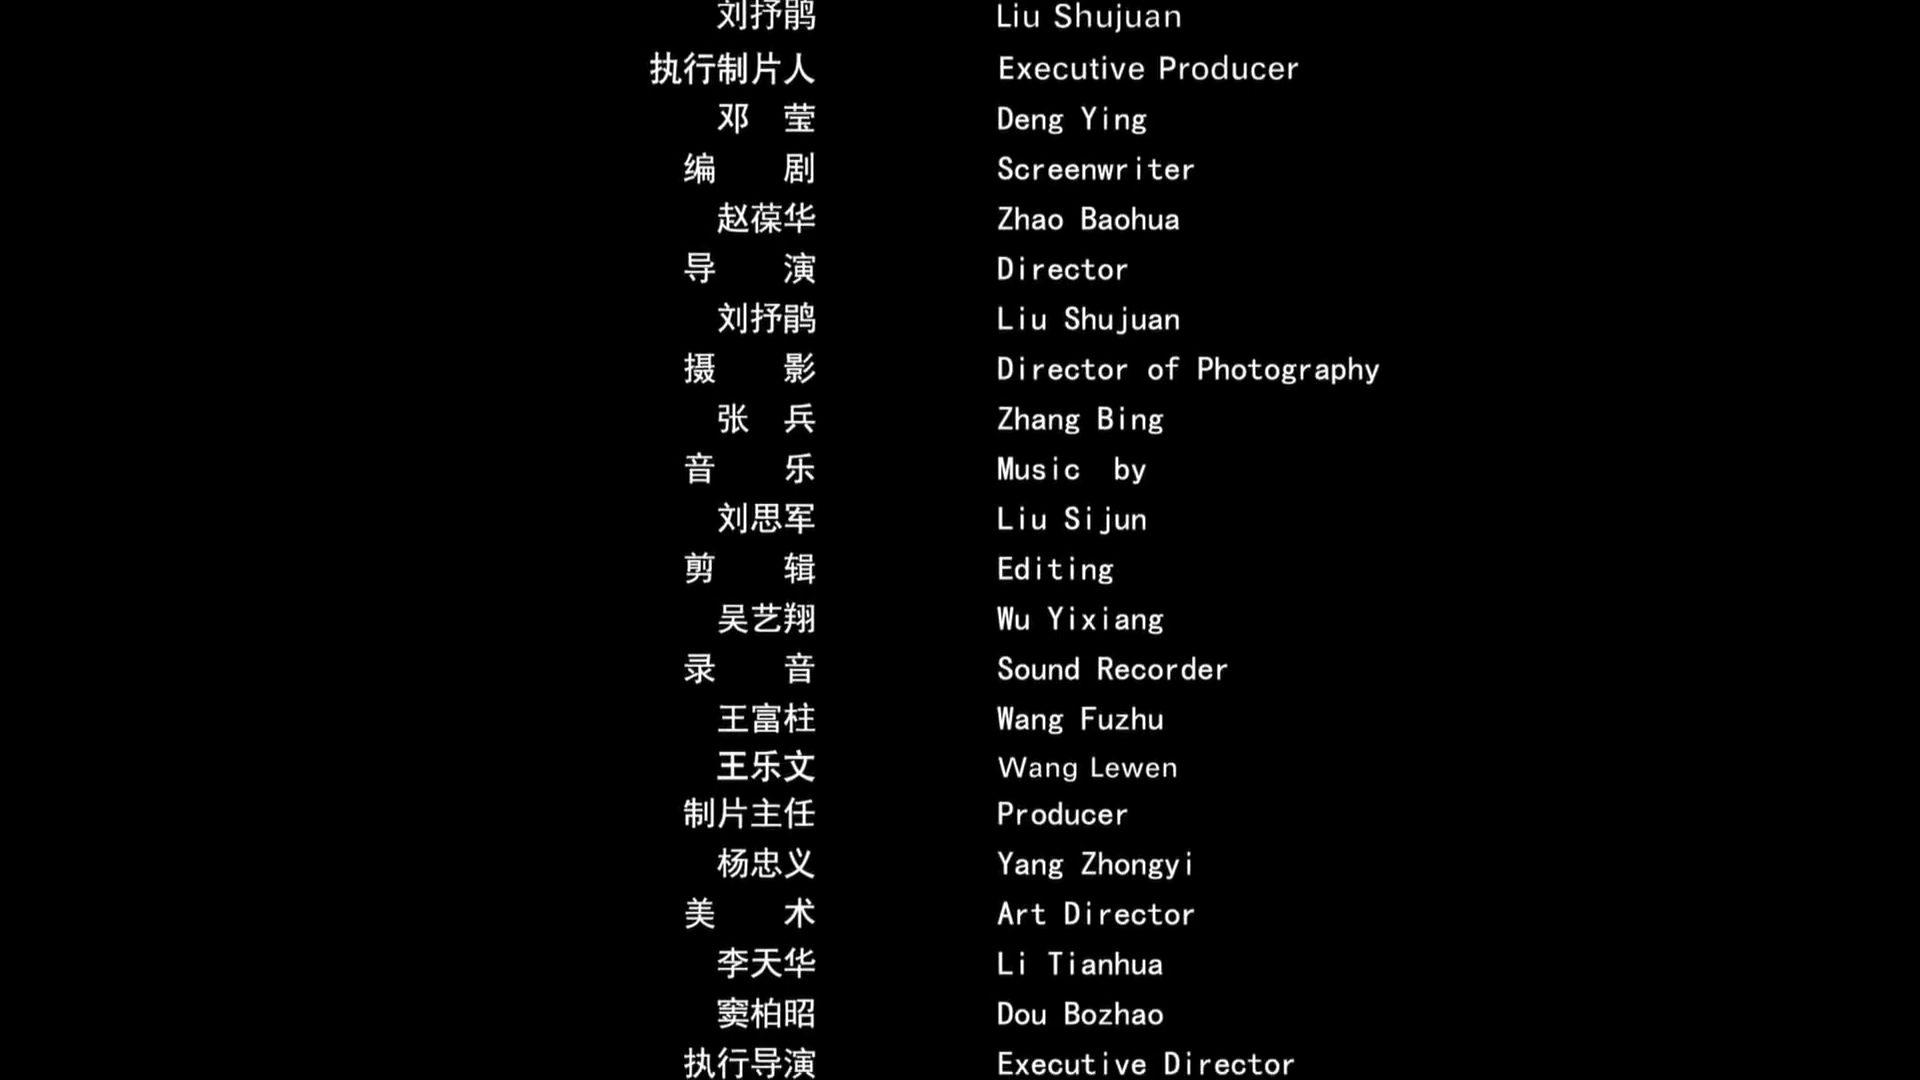 刘抒鹃 Liu Shujuan
执行制片人 Executive Producer
邓 莹 Deng Ying
编 剧 Screenwriter
赵葆华 Zhao Baohua
导 演 Director
刘抒鹃 Liu Shujuan
摄 影 Director of Photography
张 兵 Zhang Bing
音 乐 Music by
刘思军 Liu Sijun
剪 辑 Editing
吴艺翔 Wu Yixiang
录 音 Sound Recorder
王富柱 Wang Fuzhu
王乐文 Wang Lewen
制片主任 Producer
杨忠义 Yang Zhongyi
美 术 Art Director
李天华 Li Tianhua
窦柏昭 Dou Bozhao
执行导演 Executive Director